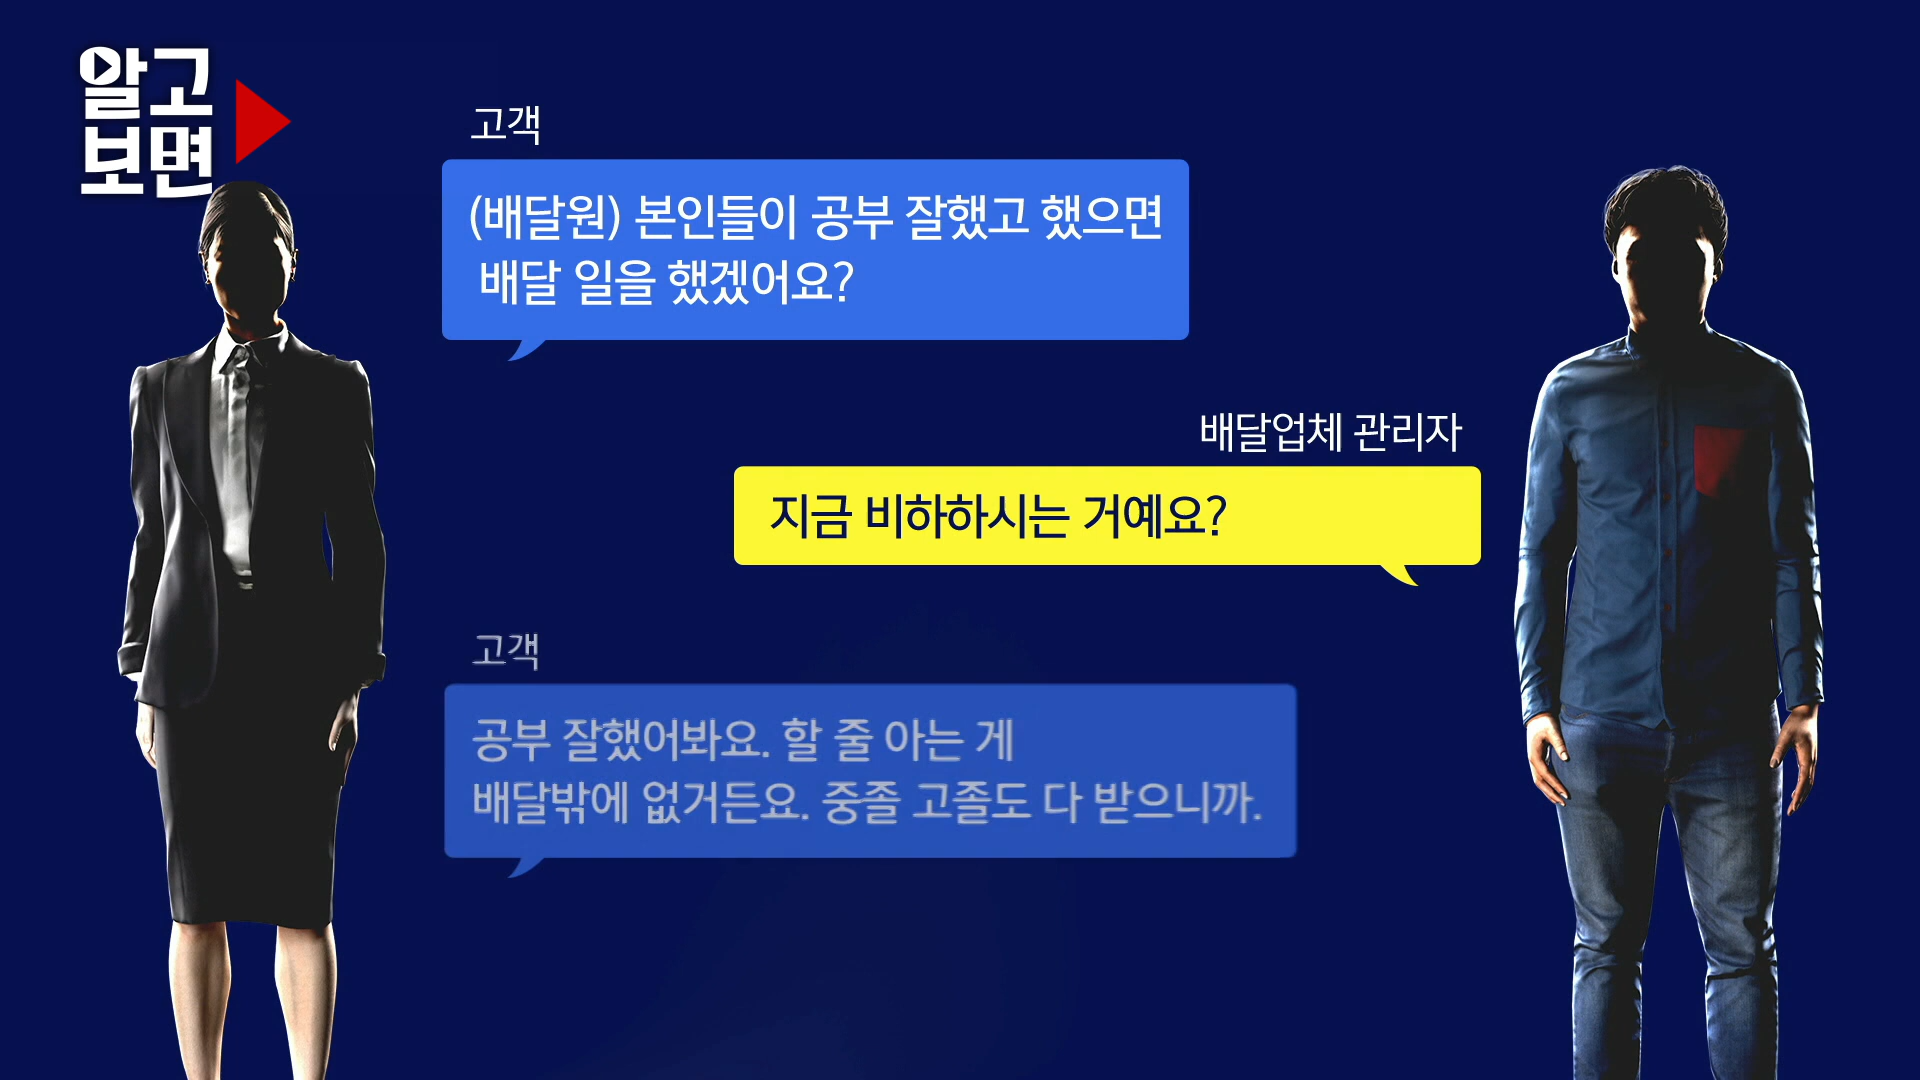 알고
보면
고객
(배달원) 본인들이 공부 잘했고 했으면
배달 일을 했겠어요?
배달업체 관리자
지금 비하하시는 거예요?
고객
공부 잘했어봐요. 할 줄 아는 게
배달밖에 없거든요. 중졸 고졸도 다 받으니까.